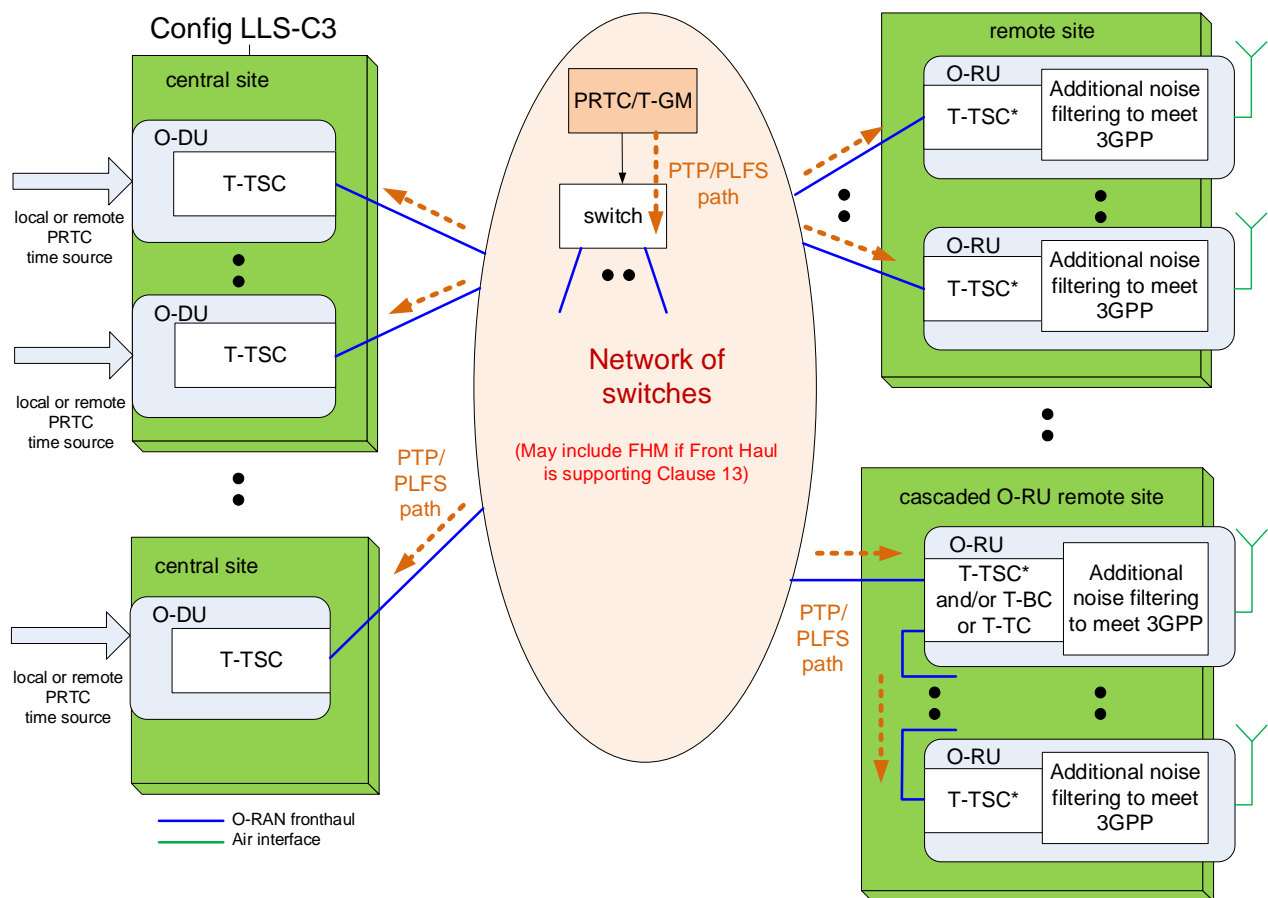 Config LLS-C3
central site
O-DU
T-TSC
local or remote
PRTC
time source
O-DU
T-TSC
local or remote
PRTC
time source
central site
O-DU
T-TSC
local or remote
PRTC
time source
PTP/
PLFS
path
O-RAN fronthaul
Air interface
PRTC/T-GM
PTP/PLFS
path
switch
Network of
switches
(May include FHM if Front Haul
is supporting Clause 13)
remote site
O-RU
T-TSC*
Additional noise
filtering to meet
3GPP
O-RU
T-TSC*
Additional noise
filtering to meet
3GPP
cascaded O-RU remote site
O-RU
T-TSC*
and/or T-BC
or T-TC
Additional
noise filtering
to meet 3GPP
PTP/
PLFS
path
O-RU
T-TSC*
Additional noise
filtering to meet
3GPP